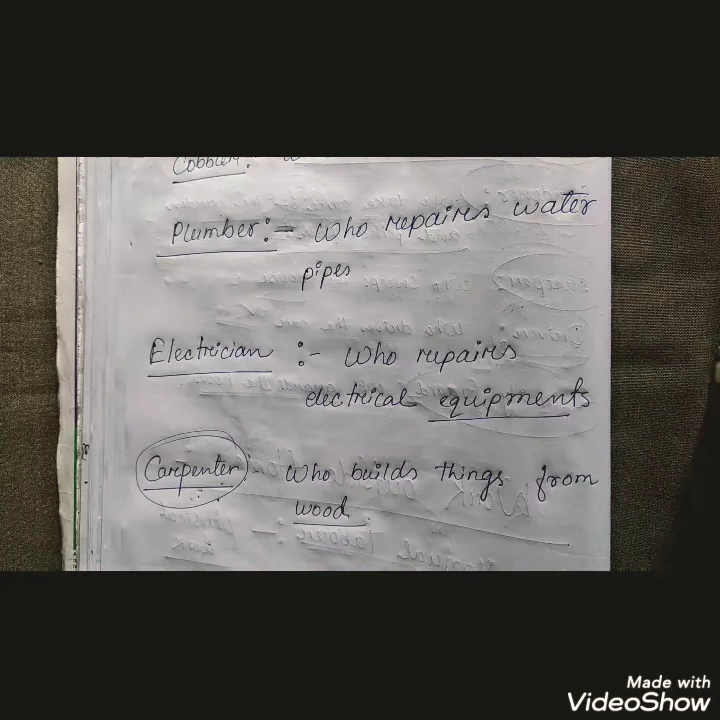 Cobbler:
Plumber:- Who repairs water
pipes
Electrician :- Who repairs
electrical equipments
Carpenter:- Who builds things from
wood.
Made with
VideoShow